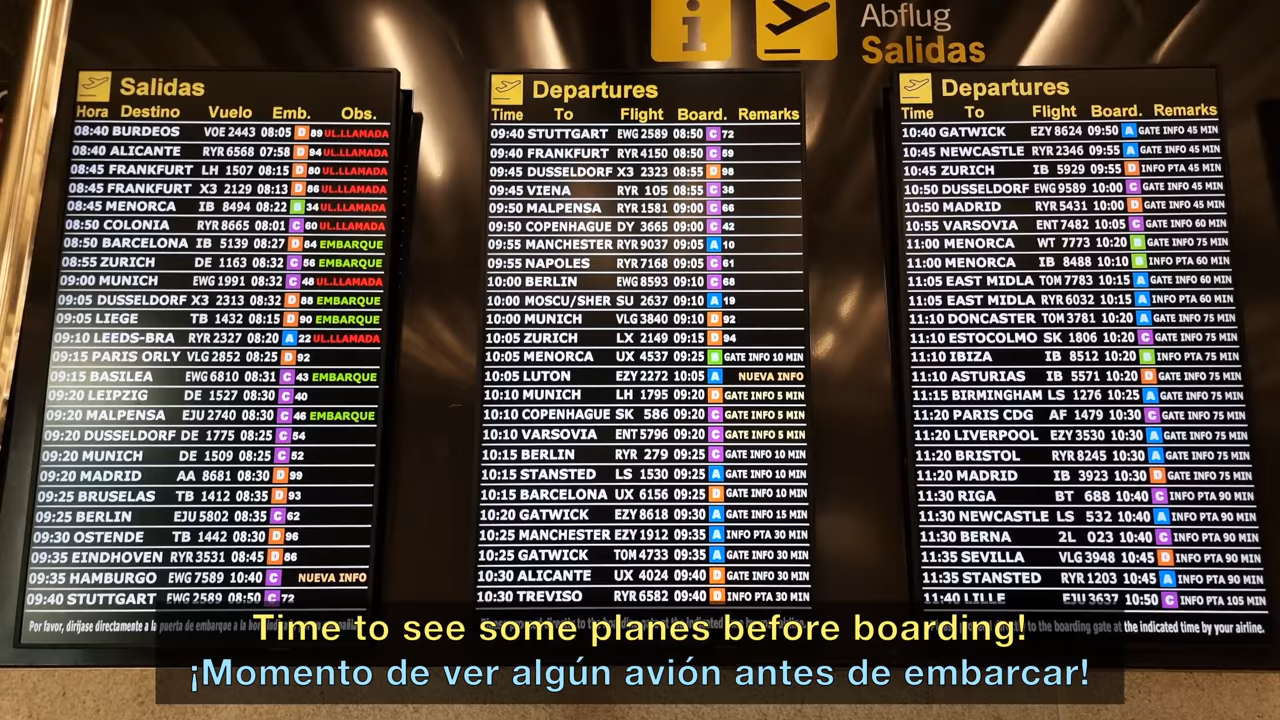 i
Abflug
Salidas
Salidas
Hora Destino Vuelo Emb. Obs.
08:40 BURDEOS VOE 2443 08:05 D 89 UL.LLAMADA
08:40 ALICANTE RYR 6568 07:58 D 94 UL.LLAMADA
08:45 FRANKFURT LH 1507 08:15 D 80 UL.LLAMADA
08:45 FRANKFURT X3 2129 08:13 D 86 UL.LLAMADA
08:45 MENORCA IB 8494 08:22 B 34 UL.LLAMADA
08:50 COLONIA RYR 8665 08:01 C 60 UL.LLAMADA
08:50 BARCELONA IB 5139 08:27 D 84 EMBARQUE
08:55 ZURICH DE 1163 08:32 C 56 EMBARQUE
09:00 MUNICH EWG 1991 08:32 C 48 UL.LLAMADA
09:05 DUSSELDORF X3 2313 08:32 D 88 EMBARQUE
09:05 LIEGE TB 1432 08:15 D 90 EMBARQUE
09:10 LEEDS-BRA RYR 2327 08:20 A 22 UL.LLAMADA
09:15 PARIS ORLY VLG 2852 08:25 D 92
09:15 BASILEA EWG 6810 08:31 C 43 EMBARQUE
09:20 LEIPZIG DE 1527 08:30 C 40
09:20 MALPENSA EJU 2740 08:30 C 46 EMBARQUE
09:20 DUSSELDORF DE 1775 08:25 C 54
09:20 MUNICH DE 1509 08:25 C 52
09:20 MADRID AA 8681 08:30 D 99
09:25 BRUSELAS TB 1412 08:35 D 93
09:25 BERLIN EJU 5802 08:35 C 62
09:30 OSTENDE TB 1442 08:30 D 96
09:35 EINDHOVEN RYR 3531 08:45 D 86
09:35 HAMBURGO EWG 7589 10:40 C NUEVA INFO
09:40 STUTTGART EWG 2589 08:50 C 72
Por favor, diríjase directamente a la puerta de embarque a la hora
Departures
Time To Flight Board. Remarks
09:40 STUTTGART EWG 2589 08:50 C 72
09:40 FRANKFURT RYR 4150 08:50 C 59
09:45 DUSSELDORF X3 2323 08:55 D 98
09:45 VIENA RYR 105 08:55 C 38
09:50 MALPENSA RYR 1581 09:00 C 66
09:50 COPENHAGUE DY 3665 09:00 C 42
09:55 MANCHESTER RYR 9037 09:05 A 10
09:55 NAPOLES RYR 7168 09:05 C 61
10:00 BERLIN EWG 8593 09:10 C 68
10:00 MOSCU/SHER SU 2637 09:10 A 19
10:00 MUNICH VLG 3840 09:10 D 92
10:05 ZURICH LX 2149 09:15 D 94
10:05 MENORCA UX 4537 09:25 B GATE INFO 10 MIN
10:05 LUTON EZY 2272 10:05 A NUEVA INFO
10:10 MUNICH LH 1795 09:20 D GATE INFO 5 MIN
10:10 COPENHAGUE SK 586 09:20 C GATE INFO 5 MIN
10:10 VARSOVIA ENT 5796 09:20 C GATE INFO 5 MIN
10:15 BERLIN RYR 279 09:25 C GATE INFO 10 MIN
10:15 STANSTED LS 1530 09:25 A GATE INFO 10 MIN
10:15 BARCELONA UX 6156 09:25 D GATE INFO 10 MIN
10:20 GATWICK EZY 8618 09:30 A GATE INFO 15 MIN
10:25 MANCHESTER EZY 1912 09:35 A INFO PTA 30 MIN
10:25 GATWICK TOM 4733 09:35 A GATE INFO 30 MIN
10:30 ALICANTE UX 4024 09:40 D GATE INFO 30 MIN
10:30 TREVISO RYR 6582 09:40 D INFO PTA 30 MIN
Departures
Time To Flight Board. Remarks
10:40 GATWICK EZY 8624 09:50 A GATE INFO 45 MIN
10:45 NEWCASTLE RYR 2346 09:55 A GATE INFO 45 MIN
10:45 ZURICH IB 5929 09:55 D INFO PTA 45 MIN
10:50 DUSSELDORF EWG 9589 10:00 C GATE INFO 45 MIN
10:50 MADRID RYR 5431 10:00 D GATE INFO 45 MIN
10:55 VARSOVIA ENT 7482 10:05 C GATE INFO 60 MIN
11:00 MENORCA WT 7773 10:20 B GATE INFO 75 MIN
11:00 MENORCA IB 8488 10:10 B INFO PTA 60 MIN
11:05 EAST MIDLA TOM 7783 10:15 A GATE INFO 60 MIN
11:05 EAST MIDLA RYR 6032 10:15 A INFO PTA 60 MIN
11:10 DONCASTER TOM 3781 10:20 A GATE INFO 75 MIN
11:10 ESTOCOLMO SK 1806 10:20 C GATE INFO 75 MIN
11:10 IBIZA IB 8512 10:20 B INFO PTA 75 MIN
11:10 ASTURIAS IB 5571 10:20 D GATE INFO 75 MIN
11:15 BIRMINGHAM LS 1276 10:25 A GATE INFO 75 MIN
11:20 PARIS CDG AF 1479 10:30 C GATE INFO 75 MIN
11:20 LIVERPOOL EZY 3530 10:30 A GATE INFO 75 MIN
11:20 BRISTOL RYR 8245 10:30 A GATE INFO 75 MIN
11:20 MADRID IB 3923 10:30 D GATE INFO 75 MIN
11:30 RIGA BT 688 10:40 C INFO PTA 90 MIN
11:30 NEWCASTLE LS 532 10:40 A INFO PTA 90 MIN
11:30 BERNA 2L 023 10:40 C INFO PTA 90 MIN
11:35 SEVILLA VLG 3948 10:45 D INFO PTA 90 MIN
11:35 STANSTED RYR 1203 10:45 A INFO PTA 90 MIN
11:40 LILLE EJU 3637 10:50 C INFO PTA 105 MIN
to the boarding gate at the indicated time by your airline.
Time to see some planes before boarding!
¡Momento de ver algún avión antes de embarcar!